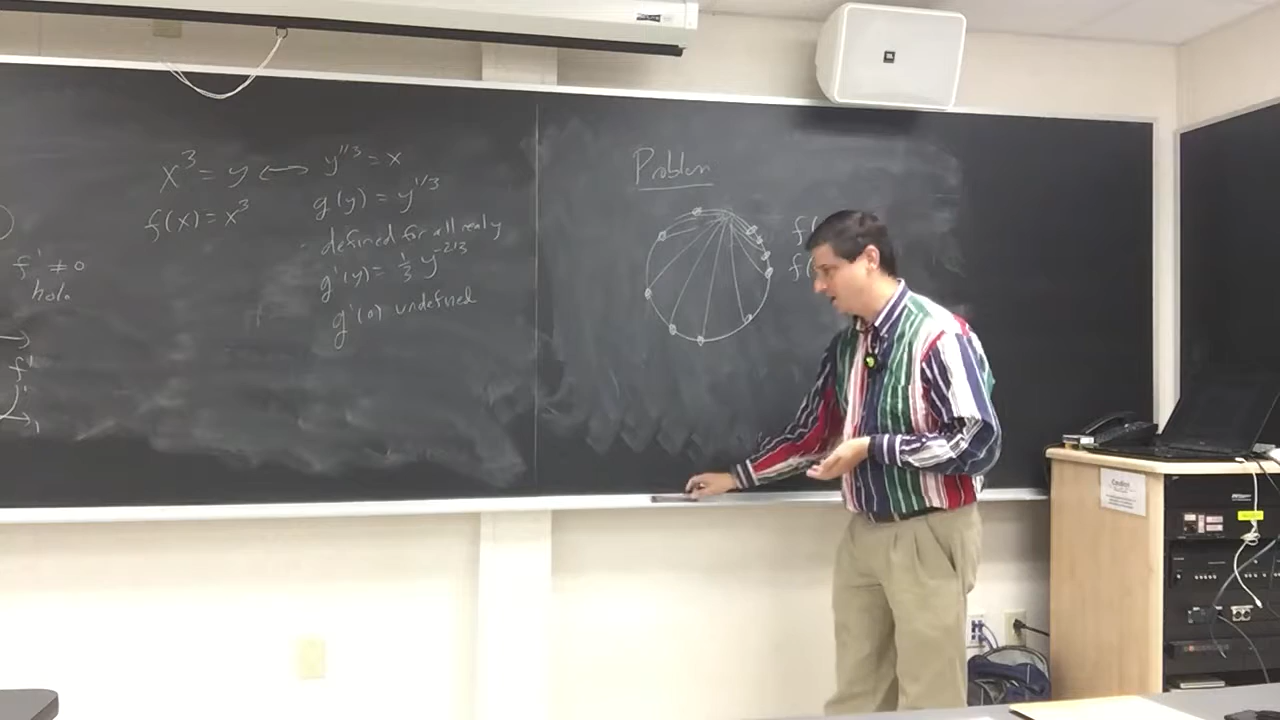 x³ = y ⟷ y^{1/3} = x
f(x) = x³
g(y) = y^{1/3}
defined for all real y
g'(y) = 1/3 y^{-2/3}
g'(0) undefined
f' ≠ 0
holo.
f'
Problem
f(
f(
JBL